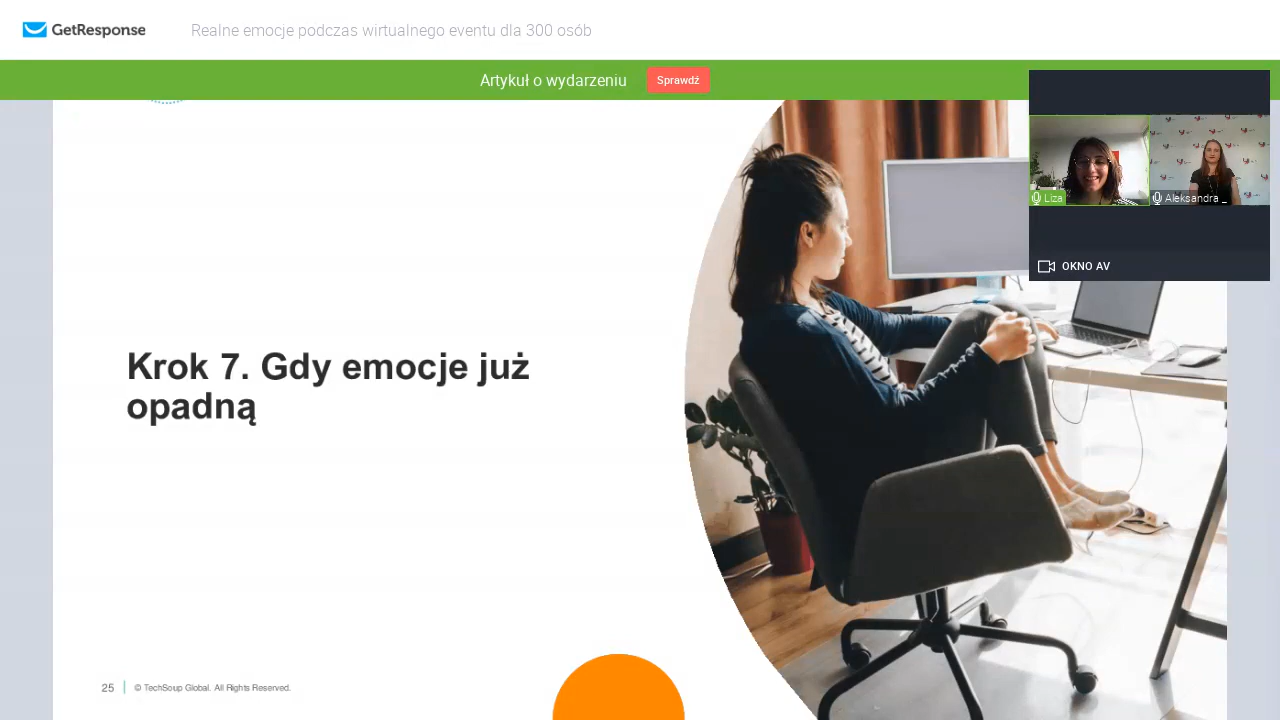 GetResponse
Realne emocje podczas wirtualnego eventu dla 300 osób
Artykuł o wydarzeniu
Sprawdź
Liza
Aleksandra _
OKNO AV
Krok 7. Gdy emocje już
opadną
25
© TechSoup Global. All Rights Reserved.